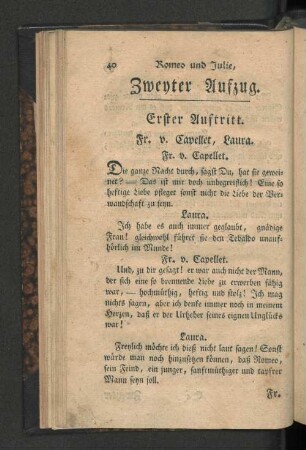 40 Romeo und Julie,
Zweyter Aufzug.
Erster Auftritt.
Fr. v. Capellet, Laura.
Fr. v. Capellet.
Die ganze Nacht durch, sagst Du, hat sie gewei-
net? — Das ist mir doch unbegreiflich! Eine so
heftige Liebe pfleget sonst nicht die Liebe der Ver-
wandschaft zu seyn.
Laura.
Ich habe es auch immer geglaubt, gnädige
Frau! gleichwohl führet sie den Tebaldo unauf-
hörlich im Munde!
Fr. v. Capellet.
Und, zu dir gesagt! er war auch nicht der Mann,
der sich eine so brennende Liebe zu erwerben fähig
war, — hochmüthig, heftig und stolz! Ich mag
nichts sagen, aber ich denke immer noch in meinem
Herzen, daß er der Urheber seines eignen Unglücks
war!
Laura.
Freylich möchte ich dieß nicht laut sagen! Sonst
würde man noch hinzusetzen können, daß Romeo,
sein Feind, ein junger, sanftmüthiger und tapfrer
Mann seyn soll.
Fr.